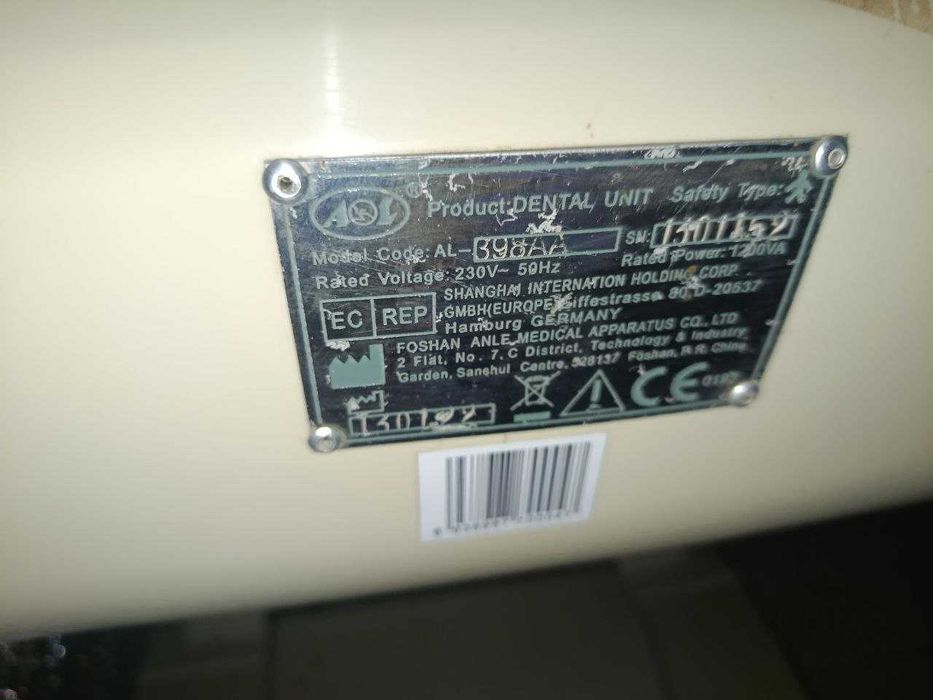 AOL ®
Product:DENTAL UNIT Safety Type:
Model Code: AL-398AA SN:
Rated Voltage: 230V~ 50Hz Rated Power: 1200VA
EC REP
SHANGHAI INTERNATION HOLDING CORP.
GMBH(EUROPE)Eiffestrasse 80 D-20537
Hamburg GERMANY
FOSHAN ANLE MEDICAL APPARATUS CO., LTD
2 Flat, No. 7, C District, Technology & Industry
Garden, Sanshui Centre, 528137 Foshan, P. R. China
130122
CE